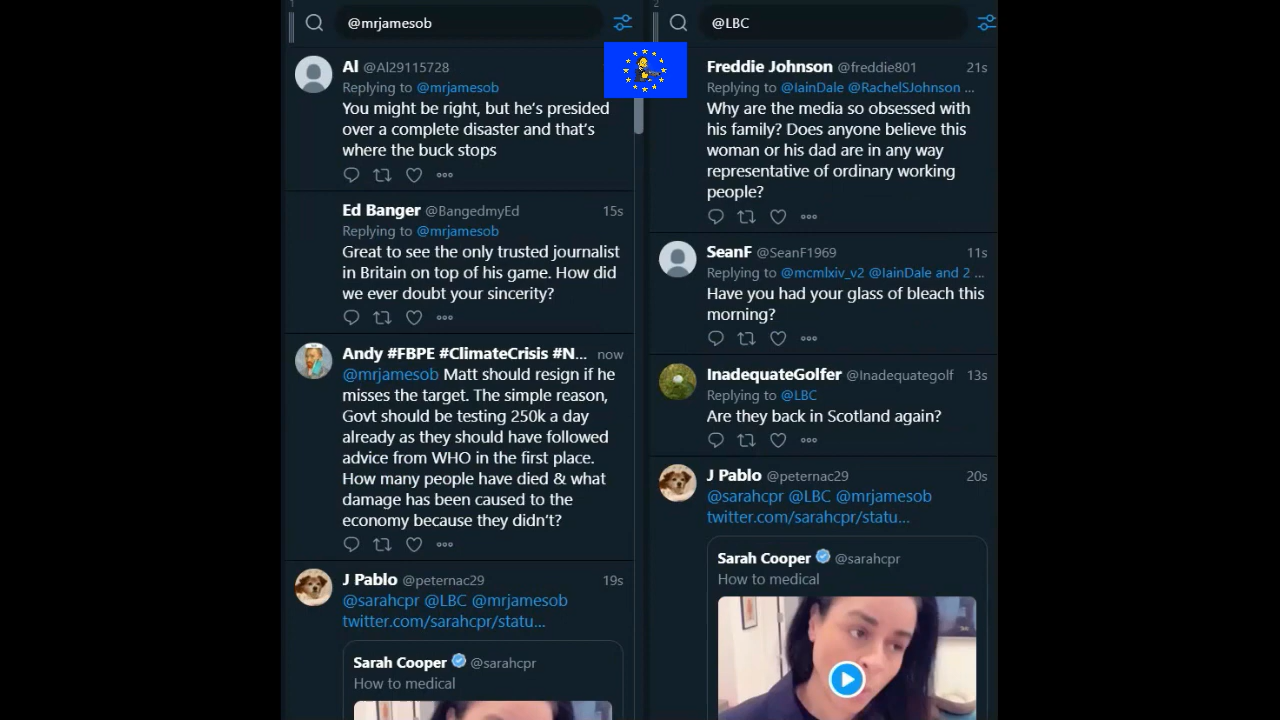 1
@mrjamesob
Al @Al29115728
Replying to @mrjamesob
You might be right, but he's presided
over a complete disaster and that's
where the buck stops
Ed Banger @BangedmyEd 15s
Replying to @mrjamesob
Great to see the only trusted journalist
in Britain on top of his game. How did
we ever doubt your sincerity?
Andy #FBPE #ClimateCrisis #N... now
@mrjamesob Matt should resign if he
misses the target. The simple reason,
Govt should be testing 250k a day
already as they should have followed
advice from WHO in the first place.
How many people have died & what
damage has been caused to the
economy because they didn't?
J Pablo @peternac29 19s
@sarahcpr @LBC @mrjamesob
twitter.com/sarahcpr/statu...
Sarah Cooper @sarahcpr
How to medical
2
@LBC
Freddie Johnson @freddie801 21s
Replying to @IainDale @RachelSJohnson ...
Why are the media so obsessed with
his family? Does anyone believe this
woman or his dad are in any way
representative of ordinary working
people?
SeanF @SeanF1969 11s
Replying to @mcmlxiv_v2 @IainDale and 2 ...
Have you had your glass of bleach this
morning?
InadequateGolfer @Inadequategolf 13s
Replying to @LBC
Are they back in Scotland again?
J Pablo @peternac29 20s
@sarahcpr @LBC @mrjamesob
twitter.com/sarahcpr/statu...
Sarah Cooper @sarahcpr
How to medical